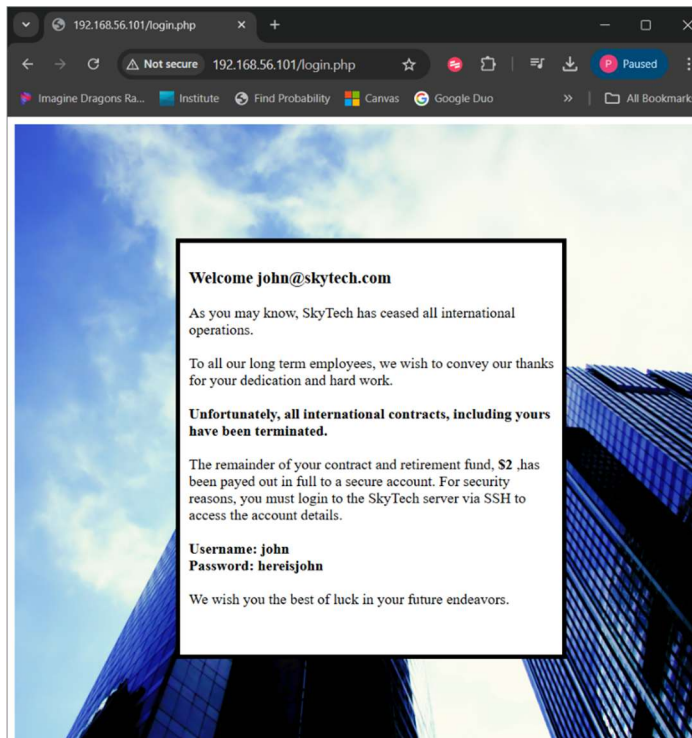 192.168.56.101/login.php
Not secure 192.168.56.101/login.php
P Paused
Imagine Dragons Ra... Institute Find Probability Canvas Google Duo » All Bookmark
Welcome john@skytech.com
As you may know, SkyTech has ceased all international
operations.
To all our long term employees, we wish to convey our thanks
for your dedication and hard work.
Unfortunately, all international contracts, including yours
have been terminated.
The remainder of your contract and retirement fund, $2 ,has
been payed out in full to a secure account. For security
reasons, you must login to the SkyTech server via SSH to
access the account details.
Username: john
Password: hereisjohn
We wish you the best of luck in your future endeavors.